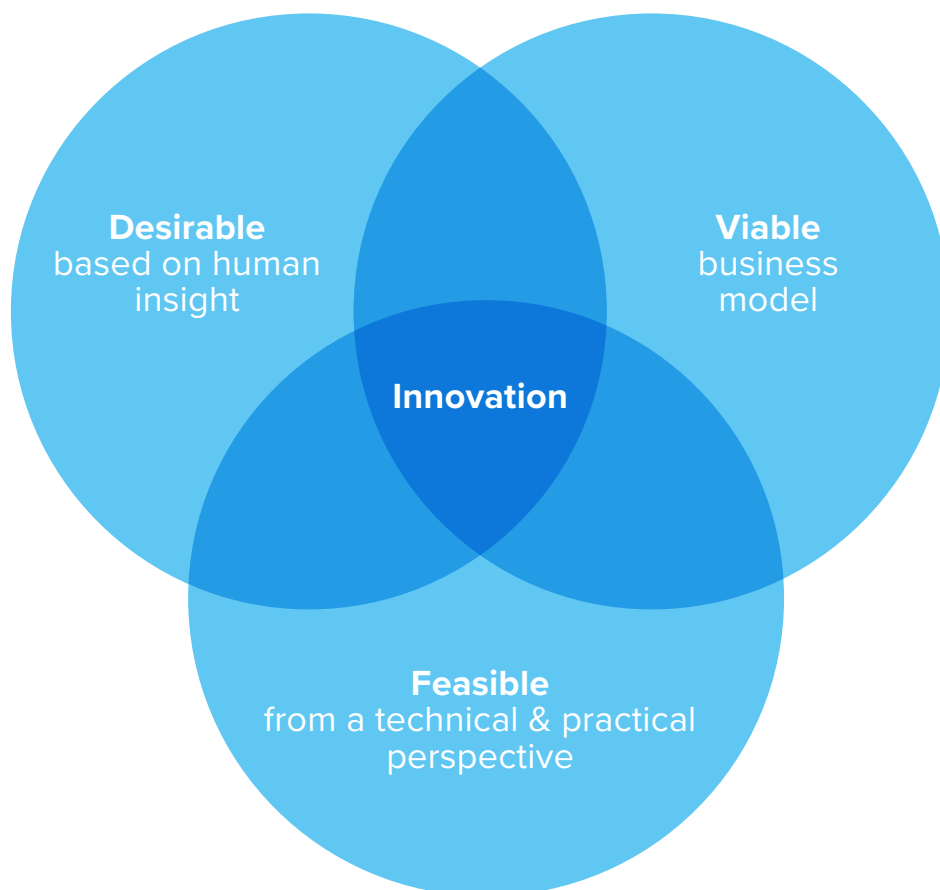 Desirable
based on human
insight
Viable
business
model
Innovation
Feasible
from a technical & practical
perspective